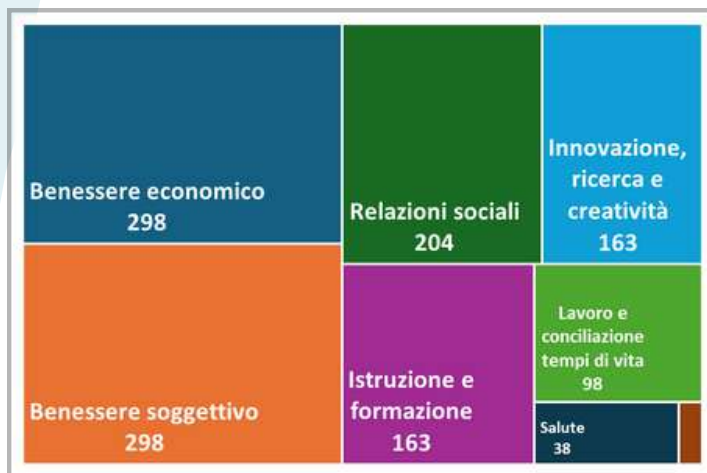 Benessere economico
298
Relazioni sociali
204
Innovazione,
ricerca e
creatività
163
Benessere soggettivo
298
Istruzione e
formazione
163
Lavoro e
conciliazione
tempi di vita
98
Salute
38